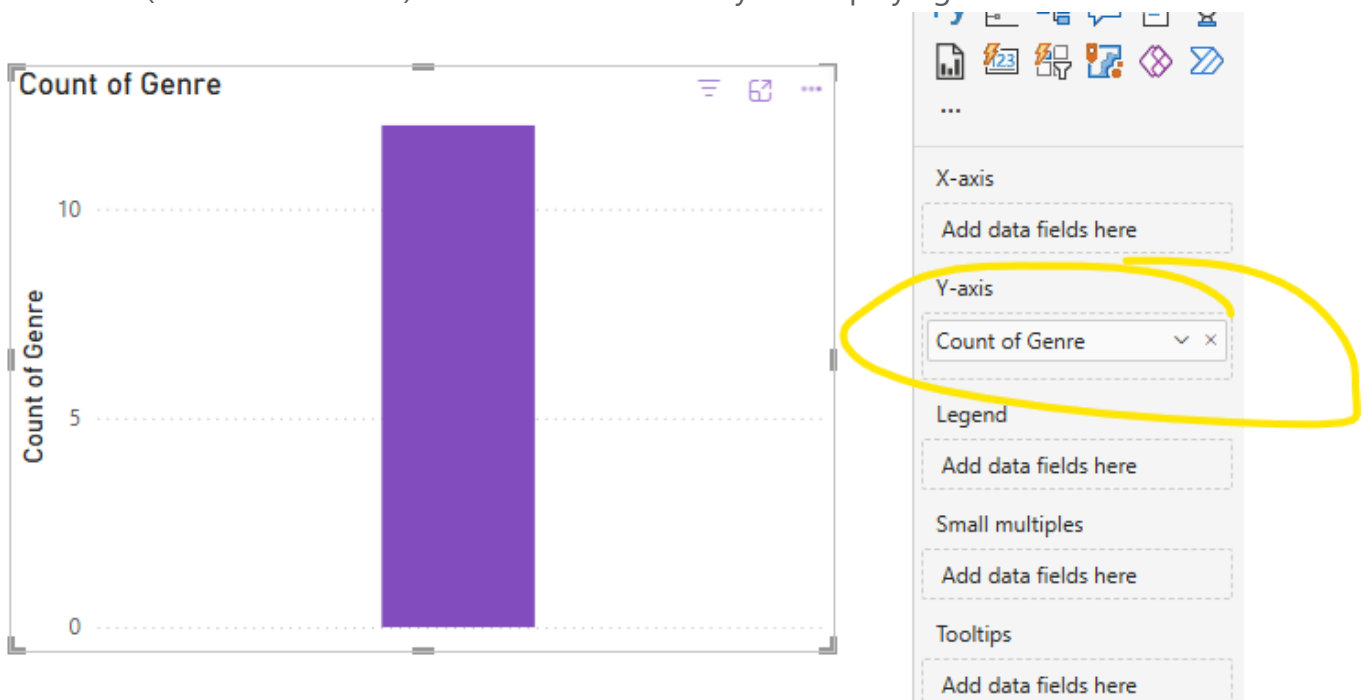 Count of Genre
10
5
0
Count of Genre
123
...
X-axis
Add data fields here
Y-axis
Count of Genre
Legend
Add data fields here
Small multiples
Add data fields here
Tooltips
Add data fields here